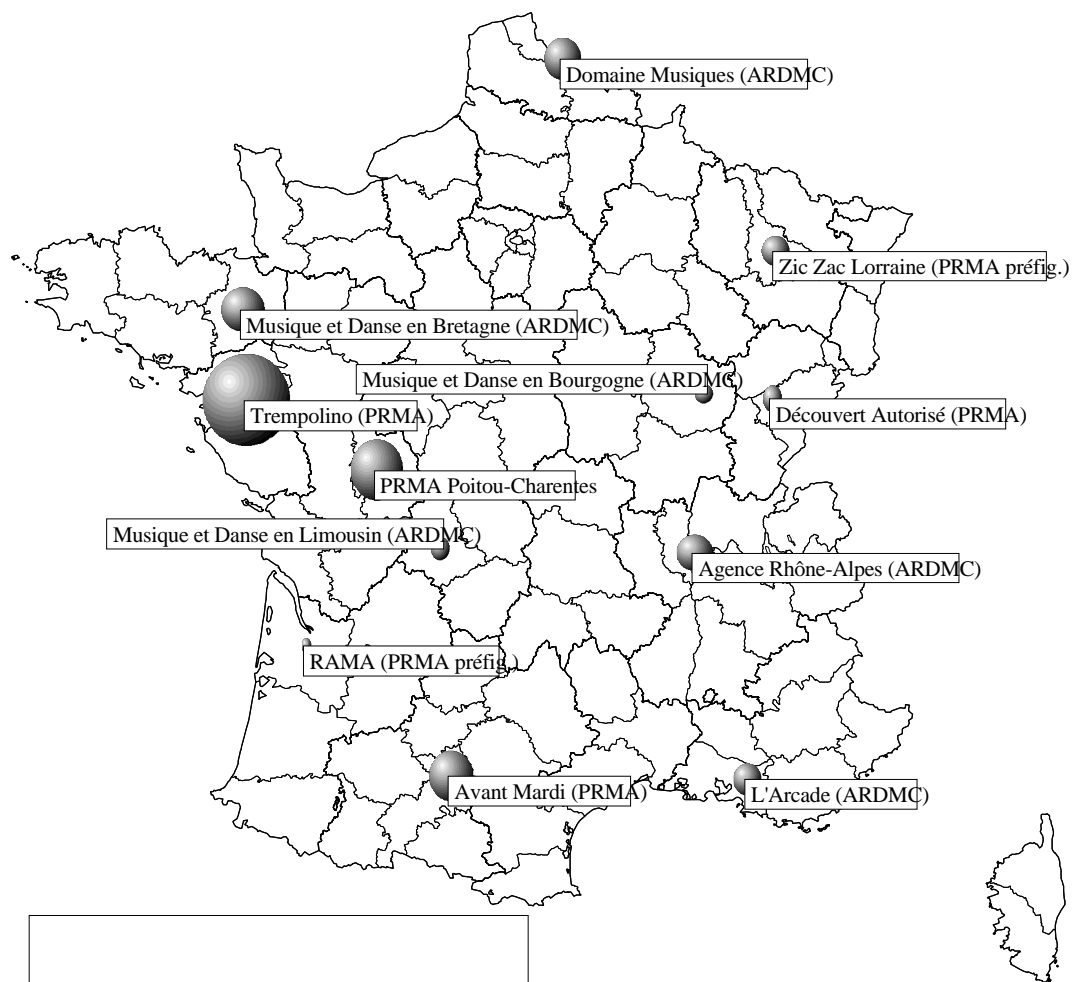 Domaine Musiques (ARDMC)
Zic Zac Lorraine (PRMA préfig.)
Musique et Danse en Bretagne (ARDMC)
Musique et Danse en Bourgogne (ARDMC)
Trempolino (PRMA)
Découvert Autorisé (PRMA)
PRMA Poitou-Charentes
Musique et Danse en Limousin (ARDMC)
Agence Rhône-Alpes (ARDMC)
RAMA (PRMA préfig.)
Avant Mardi (PRMA)
L'Arcade (ARDMC)